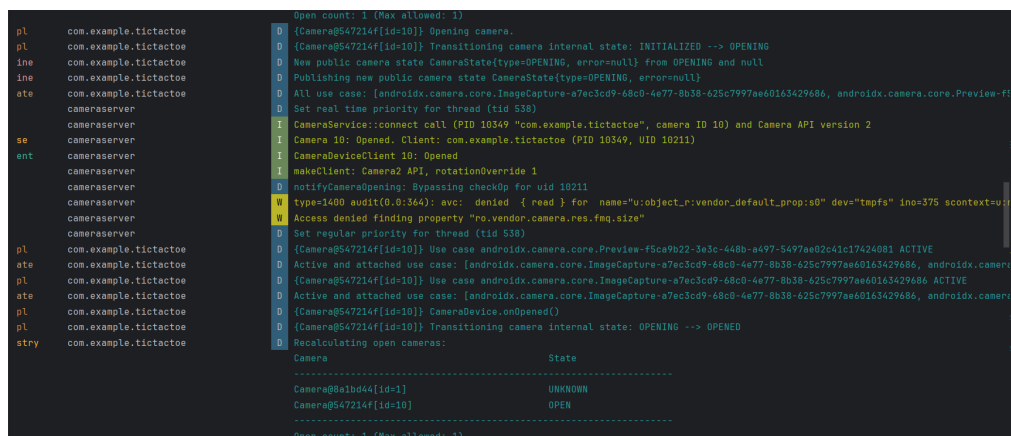 Open count: 1 (Max allowed: 1)
pl com.example.tictactoe D {Camera@547214f[id=10]} Opening camera.
pl com.example.tictactoe D {Camera@547214f[id=10]} Transitioning camera internal state: INITIALIZED --> OPENING
ine com.example.tictactoe D New public camera state CameraState{type=OPENING, error=null} from OPENING and null
ine com.example.tictactoe D Publishing new public camera state CameraState{type=OPENING, error=null}
ate com.example.tictactoe D All use case: [androidx.camera.core.ImageCapture-a7ec3cd9-68c0-4e77-8b38-625c7997ae60163429686, androidx.camera.core.Preview-f5
cameraserver D Set real time priority for thread (tid 538)
cameraserver I CameraService::connect call (PID 10349 "com.example.tictactoe", camera ID 10) and Camera API version 2
se cameraserver I Camera 10: Opened. Client: com.example.tictactoe (PID 10349, UID 10211)
ent cameraserver I CameraDeviceClient 10: Opened
cameraserver I makeClient: Camera2 API, rotationOverride 1
cameraserver D notifyCameraOpening: Bypassing checkOp for uid 10211
cameraserver W type=1400 audit(0.0:364): avc: denied { read } for name="u:object_r:vendor_default_prop:s0" dev="tmpfs" ino=375 scontext=u:r
cameraserver W Access denied finding property "ro.vendor.camera.res.fmq.size"
cameraserver D Set regular priority for thread (tid 538)
pl com.example.tictactoe D {Camera@547214f[id=10]} Use case androidx.camera.core.Preview-f5ca9b22-3e3c-448b-a497-5497ae02c41c17424081 ACTIVE
ate com.example.tictactoe D Active and attached use case: [androidx.camera.core.ImageCapture-a7ec3cd9-68c0-4e77-8b38-625c7997ae60163429686, androidx.camera
pl com.example.tictactoe D {Camera@547214f[id=10]} Use case androidx.camera.core.ImageCapture-a7ec3cd9-68c0-4e77-8b38-625c7997ae60163429686 ACTIVE
ate com.example.tictactoe D Active and attached use case: [androidx.camera.core.ImageCapture-a7ec3cd9-68c0-4e77-8b38-625c7997ae60163429686, androidx.camera
pl com.example.tictactoe D {Camera@547214f[id=10]} CameraDevice.onOpened()
pl com.example.tictactoe D {Camera@547214f[id=10]} Transitioning camera internal state: OPENING --> OPENED
stry com.example.tictactoe D Recalculating open cameras:
Camera State
-------------------------------------------------------------------
Camera@8a1bd44[id=1] UNKNOWN
Camera@547214f[id=10] OPEN
-------------------------------------------------------------------
Open count: 1 (Max allowed: 1)